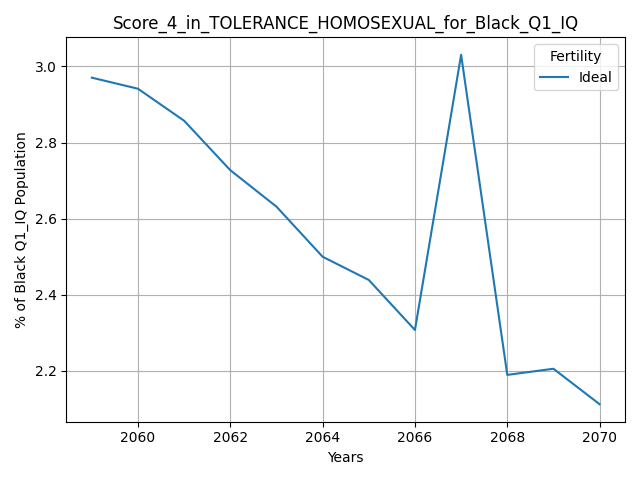 Score_4_in_TOLERANCE_HOMOSEXUAL_for_Black_Q1_IQ
Fertility
Ideal
% of Black Q1_IQ Population
3.0
2.8
2.6
2.4
2.2
2060 2062 2064 2066 2068 2070
Years